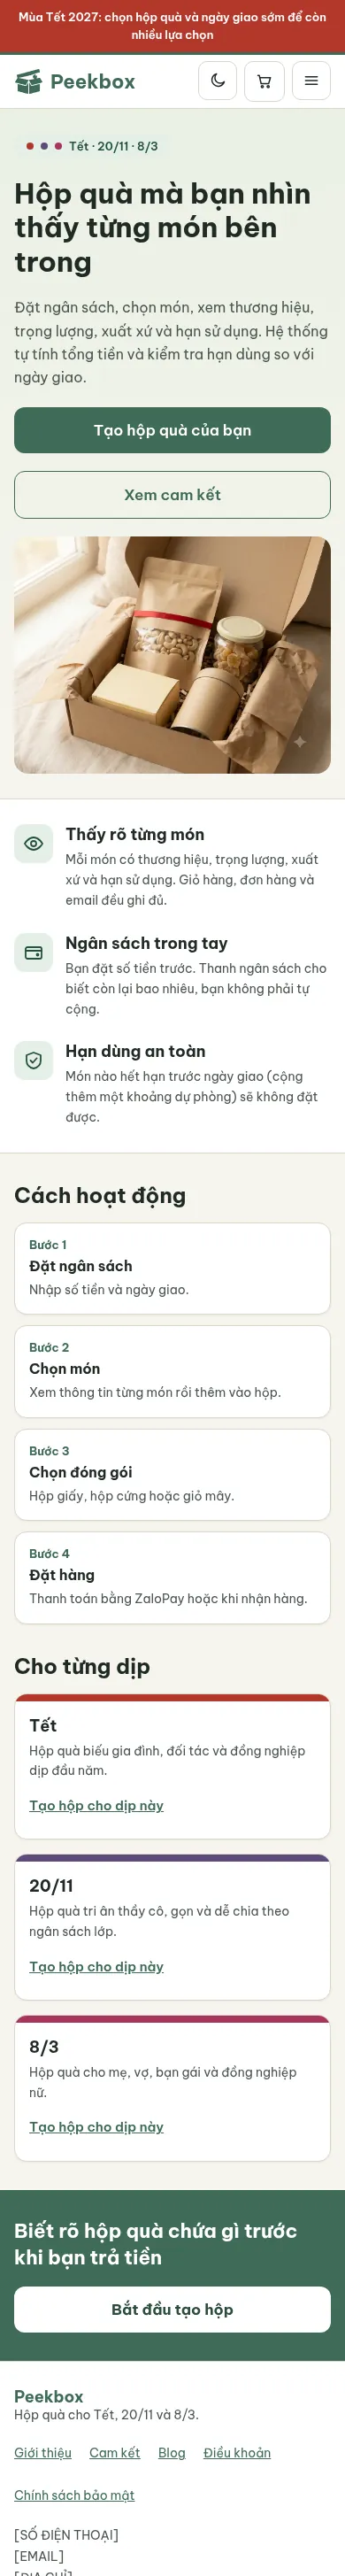 Mùa Tết 2027: chọn hộp quà và ngày giao sớm để còn
nhiều lựa chọn
Peekbox
Tết · 20/11 · 8/3
Hộp quà mà bạn nhìn
thấy từng món bên
trong
Đặt ngân sách, chọn món, xem thương hiệu,
trọng lượng, xuất xứ và hạn sử dụng. Hệ thống
tự tính tổng tiền và kiểm tra hạn dùng so với
ngày giao.
Tạo hộp quà của bạn
Xem cam kết
Thấy rõ từng món
Mỗi món có thương hiệu, trọng lượng, xuất
xứ và hạn sử dụng. Giỏ hàng, đơn hàng và
email đều ghi đủ.
Ngân sách trong tay
Bạn đặt số tiền trước. Thanh ngân sách cho
biết còn lại bao nhiêu, bạn không phải tự
cộng.
Hạn dùng an toàn
Món nào hết hạn trước ngày giao (cộng
thêm một khoảng dự phòng) sẽ không đặt
được.
Cách hoạt động
Bước 1
Đặt ngân sách
Nhập số tiền và ngày giao.
Bước 2
Chọn món
Xem thông tin từng món rồi thêm vào hộp.
Bước 3
Chọn đóng gói
Hộp giấy, hộp cứng hoặc giỏ mây.
Bước 4
Đặt hàng
Thanh toán bằng ZaloPay hoặc khi nhận hàng.
Cho từng dịp
Tết
Hộp quà biếu gia đình, đối tác và đồng nghiệp
dịp đầu năm.
Tạo hộp cho dịp này
20/11
Hộp quà tri ân thầy cô, gọn và dễ chia theo
ngân sách lớp.
Tạo hộp cho dịp này
8/3
Hộp quà cho mẹ, vợ, bạn gái và đồng nghiệp
nữ.
Tạo hộp cho dịp này
Biết rõ hộp quà chứa gì trước
khi bạn trả tiền
Bắt đầu tạo hộp
Peekbox
Hộp quà cho Tết, 20/11 và 8/3.
Giới thiệu Cam kết Blog Điều khoản
Chính sách bảo mật
[SỐ ĐIỆN THOẠI]
[EMAIL]
[ĐỊA CHỈ]